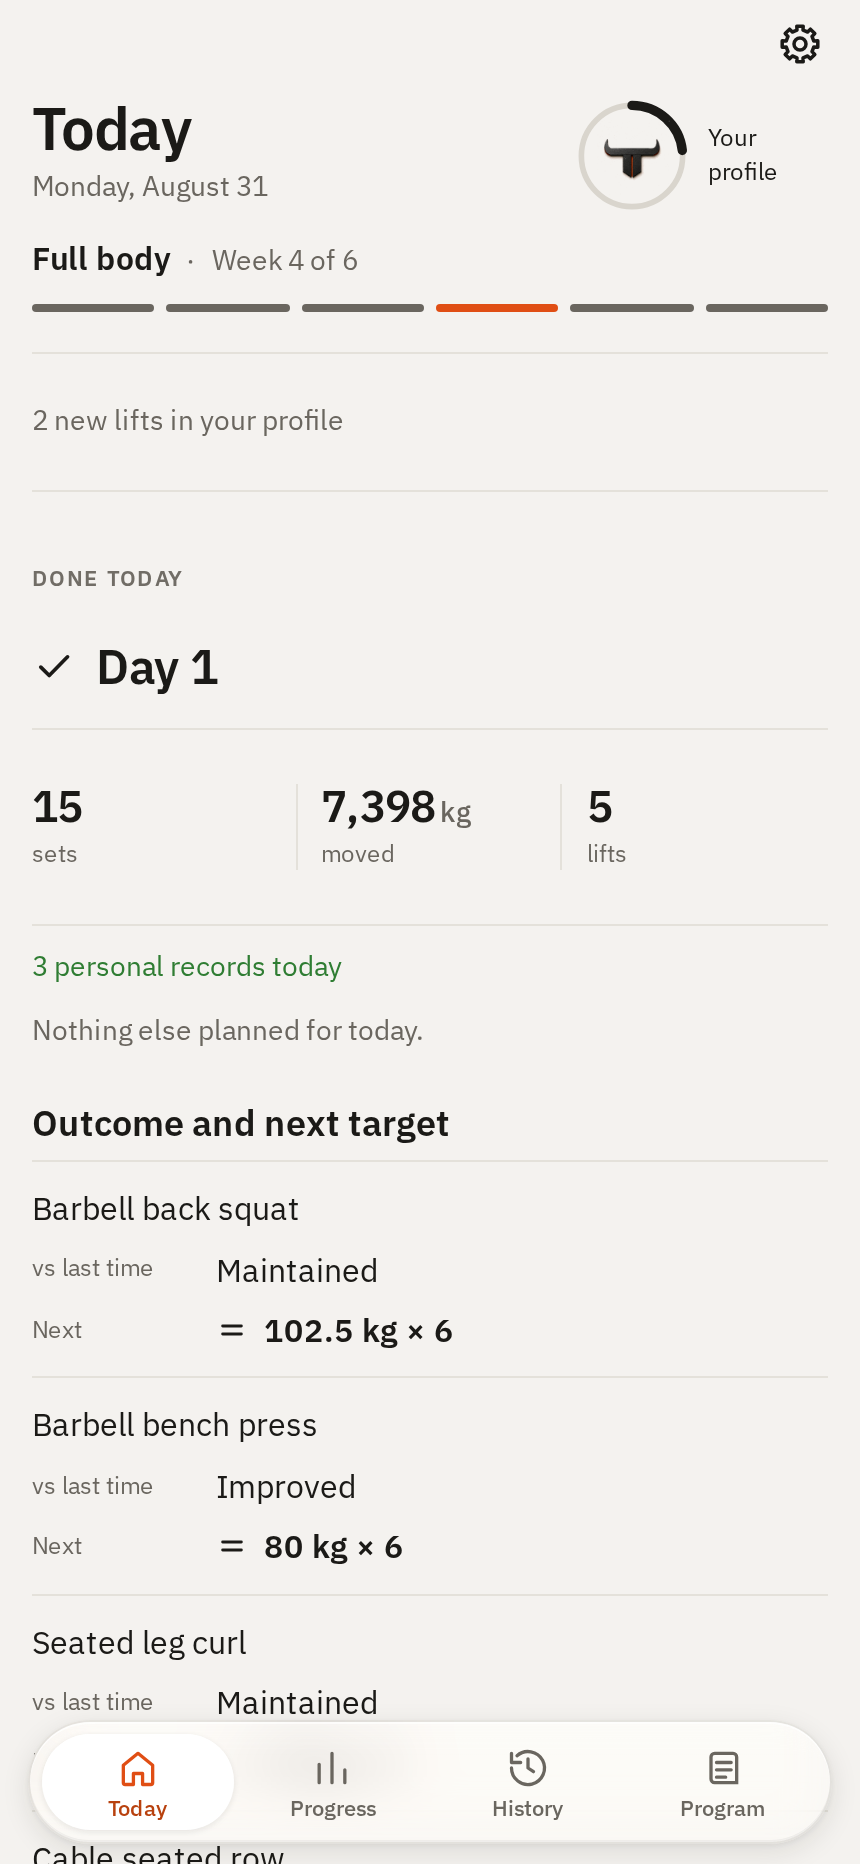 Today
Monday, August 31
Your
profile
Full body · Week 4 of 6
2 new lifts in your profile
DONE TODAY
Day 1
15
sets
7,398 kg
moved
5
lifts
3 personal records today
Nothing else planned for today.
Outcome and next target
Barbell back squat
vs last time Maintained
Next = 102.5 kg × 6
Barbell bench press
vs last time Improved
Next = 80 kg × 6
Seated leg curl
vs last time Maintained
Today
Progress
History
Program
Cable seated row